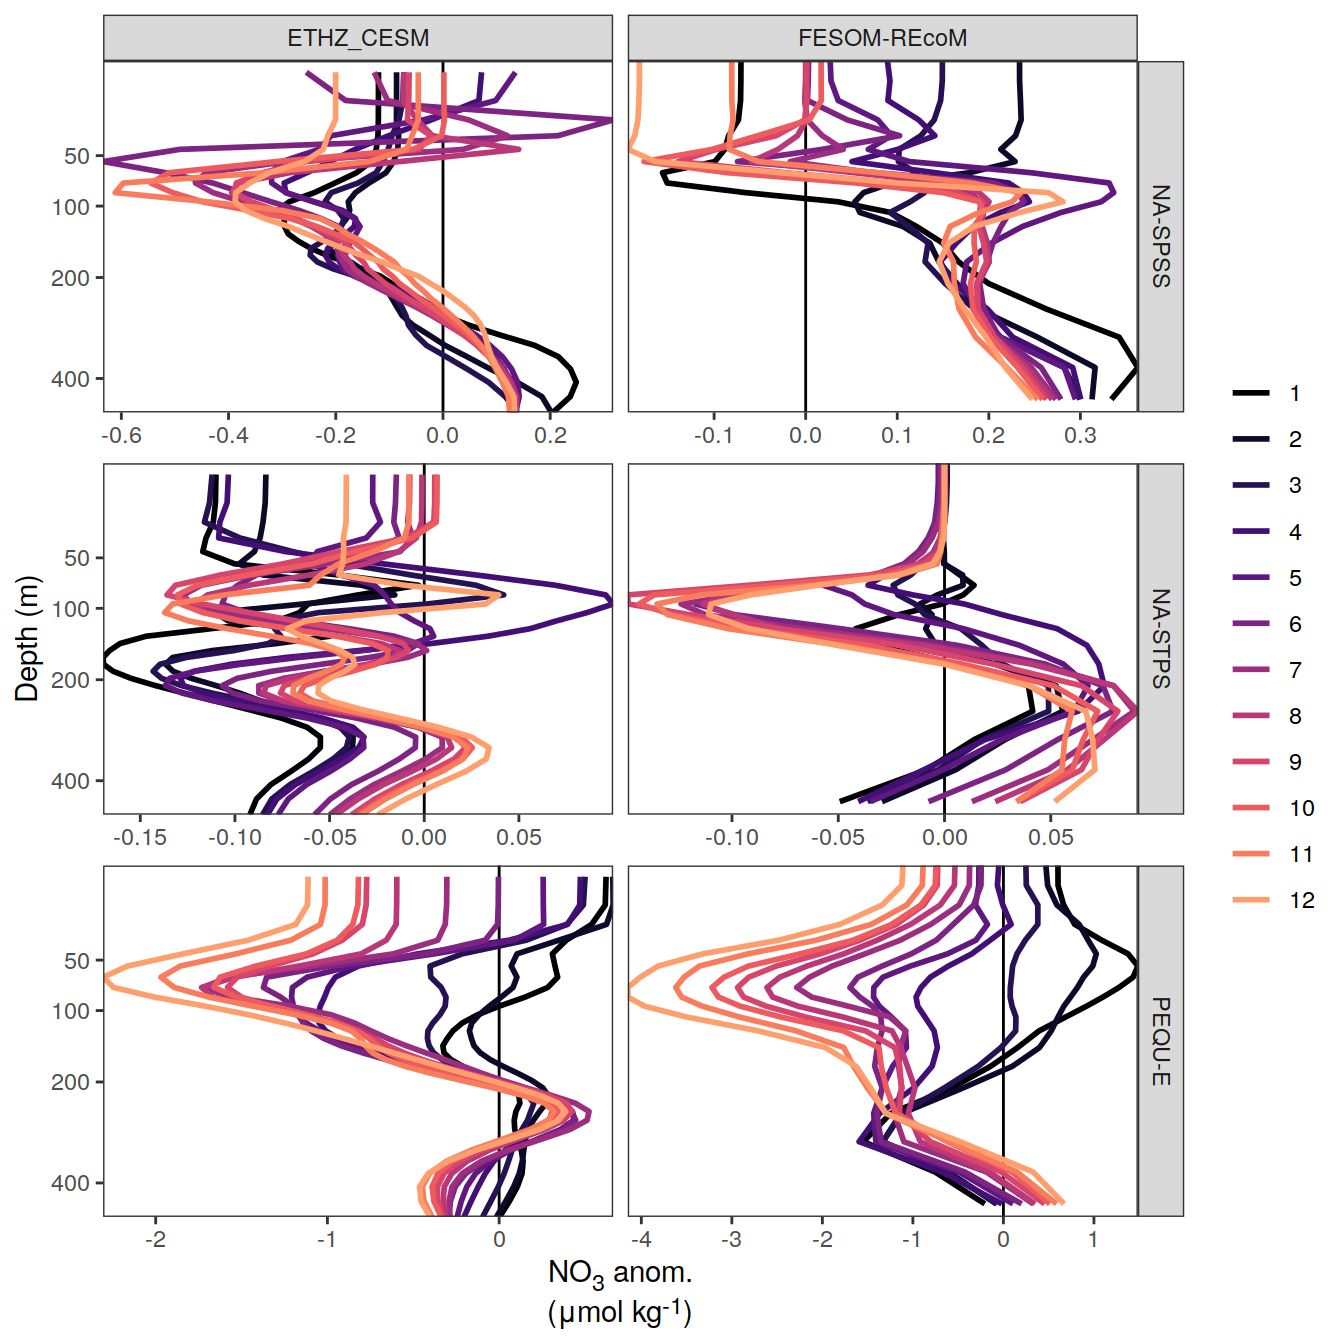 ETHZ_CESM FESOM-REcoM
50
100
200
400
-0.6 -0.4 -0.2 0.0 0.2
-0.1 0.0 0.1 0.2 0.3
NA-SPSS
50
100
200
400
-0.15 -0.10 -0.05 0.00 0.05
-0.10 -0.05 0.00 0.05
NA-STPS
50
100
200
400
-2 -1 0
-4 -3 -2 -1 0 1
PEQU-E
Depth (m)
NO₃ anom.
(µmol kg⁻¹)
1
2
3
4
5
6
7
8
9
10
11
12